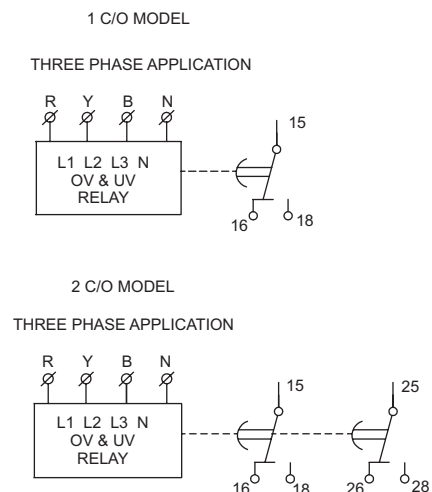 1 C/O MODEL
THREE PHASE APPLICATION
R Y B N
15
L1 L2 L3 N
OV & UV
RELAY
16 18
2 C/O MODEL
THREE PHASE APPLICATION
R Y B N
15 25
L1 L2 L3 N
OV & UV
RELAY
16 18 26 28